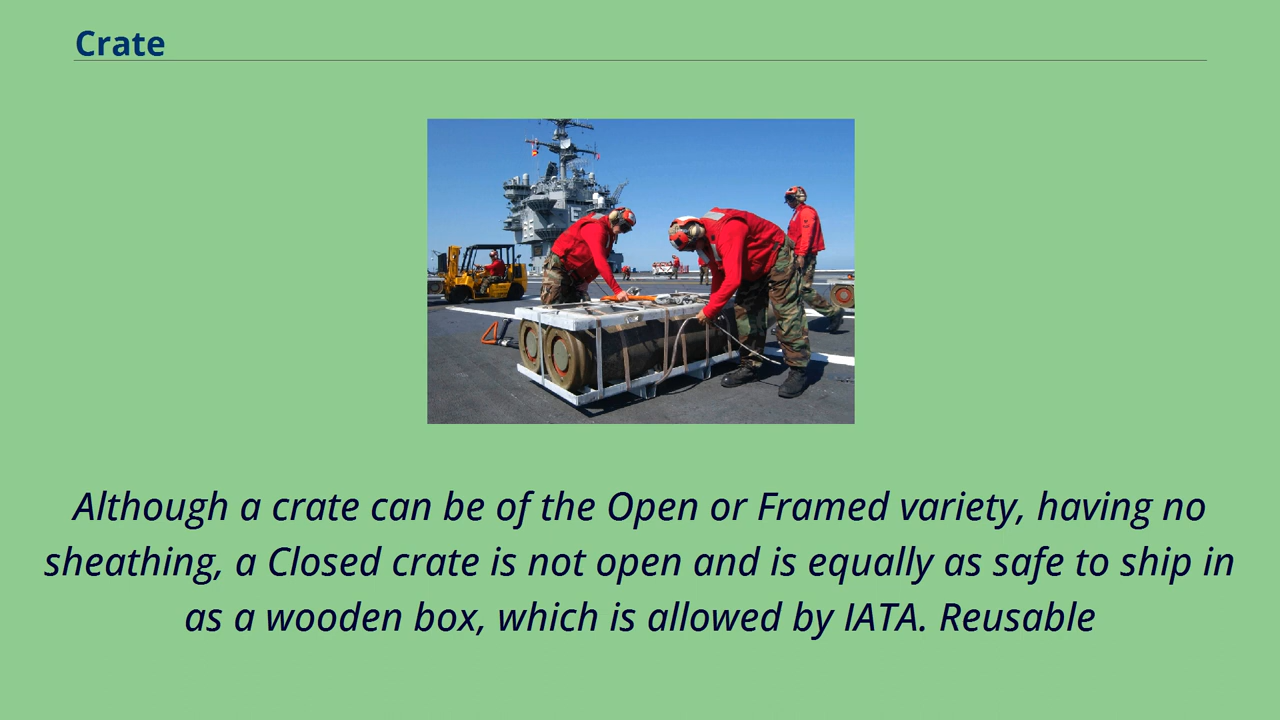 Crate
Although a crate can be of the Open or Framed variety, having no
sheathing, a Closed crate is not open and is equally as safe to ship in
as a wooden box, which is allowed by IATA. Reusable